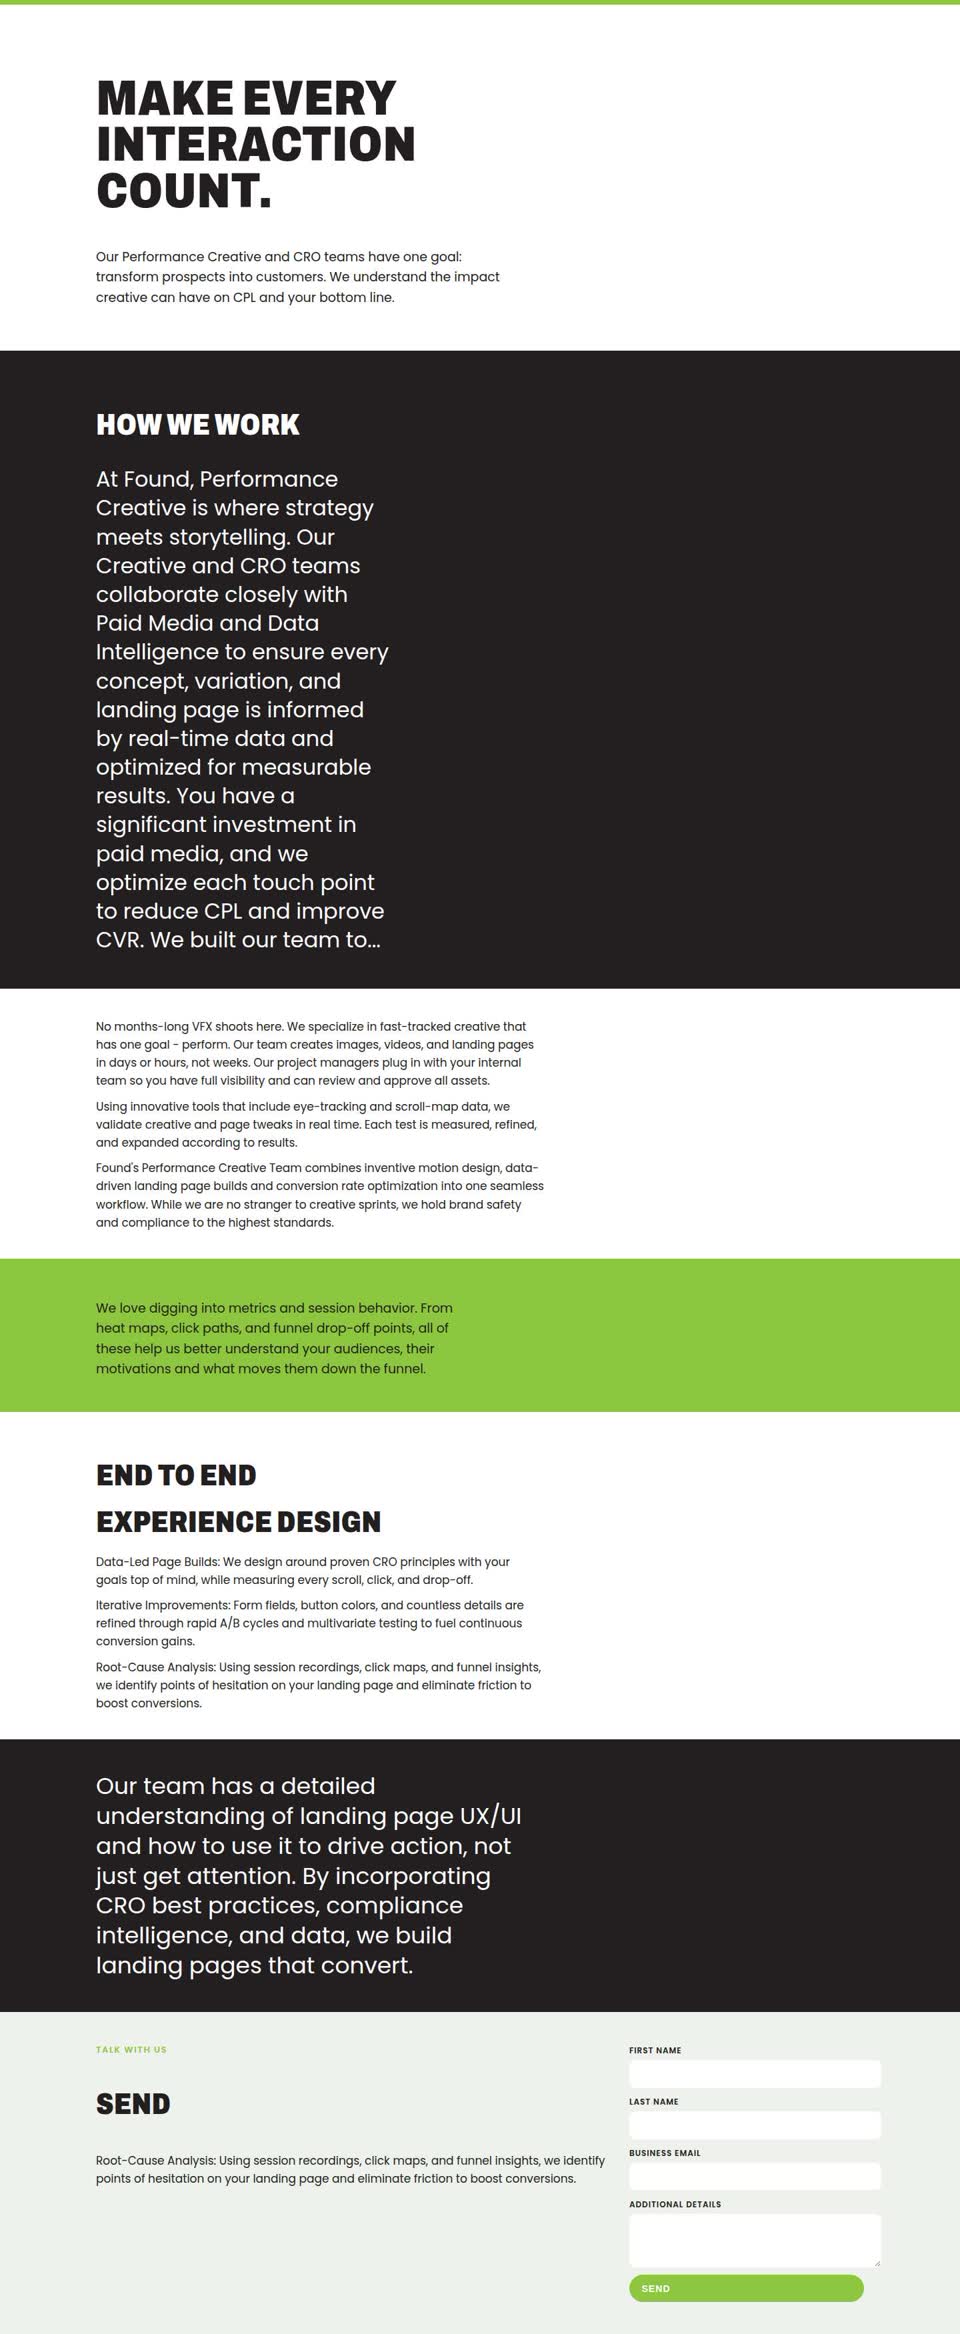 MAKE EVERY
INTERACTION
COUNT.
Our Performance Creative and CRO teams have one goal:
transform prospects into customers. We understand the impact
creative can have on CPL and your bottom line.
HOW WE WORK
At Found, Performance
Creative is where strategy
meets storytelling. Our
Creative and CRO teams
collaborate closely with
Paid Media and Data
Intelligence to ensure every
concept, variation, and
landing page is informed
by real-time data and
optimized for measurable
results. You have a
significant investment in
paid media, and we
optimize each touch point
to reduce CPL and improve
CVR. We built our team to...
No months-long VFX shoots here. We specialize in fast-tracked creative that
has one goal - perform. Our team creates images, videos, and landing pages
in days or hours, not weeks. Our project managers plug in with your internal
team so you have full visibility and can review and approve all assets.
Using innovative tools that include eye-tracking and scroll-map data, we
validate creative and page tweaks in real time. Each test is measured, refined,
and expanded according to results.
Found's Performance Creative Team combines inventive motion design, data-
driven landing page builds and conversion rate optimization into one seamless
workflow. While we are no stranger to creative sprints, we hold brand safety
and compliance to the highest standards.
We love digging into metrics and session behavior. From
heat maps, click paths, and funnel drop-off points, all of
these help us better understand your audiences, their
motivations and what moves them down the funnel.
END TO END
EXPERIENCE DESIGN
Data-Led Page Builds: We design around proven CRO principles with your
goals top of mind, while measuring every scroll, click, and drop-off.
Iterative Improvements: Form fields, button colors, and countless details are
refined through rapid A/B cycles and multivariate testing to fuel continuous
conversion gains.
Root-Cause Analysis: Using session recordings, click maps, and funnel insights,
we identify points of hesitation on your landing page and eliminate friction to
boost conversions.
Our team has a detailed
understanding of landing page UX/UI
and how to use it to drive action, not
just get attention. By incorporating
CRO best practices, compliance
intelligence, and data, we build
landing pages that convert.
TALK WITH US
SEND
Root-Cause Analysis: Using session recordings, click maps, and funnel insights, we identify
points of hesitation on your landing page and eliminate friction to boost conversions.
FIRST NAME
LAST NAME
BUSINESS EMAIL
ADDITIONAL DETAILS
SEND